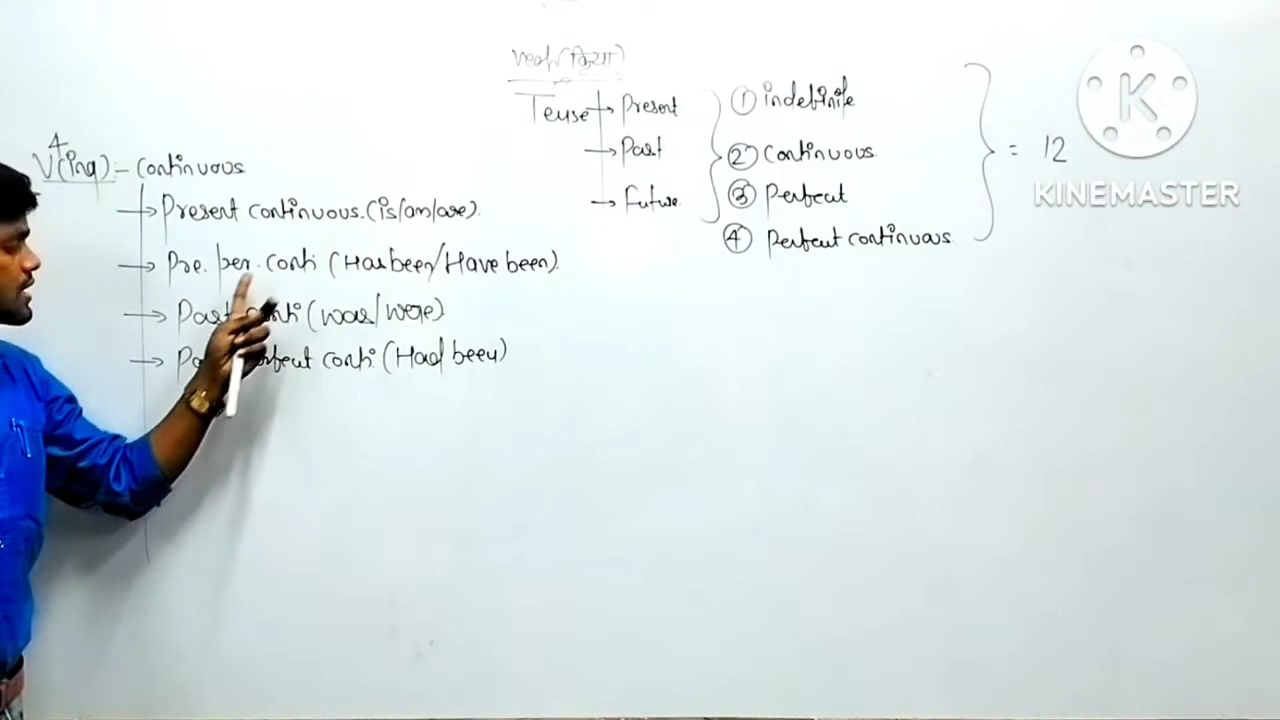 verb (क्रिया)
Tense → Present
→ Past
→ Future
① indefinite
② Continuous
③ Perfect
④ Perfect continuous
= 12
V4(ing) :- Continuous
→ Present continuous. (is/am/are).
→ Pre. per. conti (Has been/Have been).
→ Past conti (was/were)
→ perfect conti. (Had been)
K
KINEMASTER